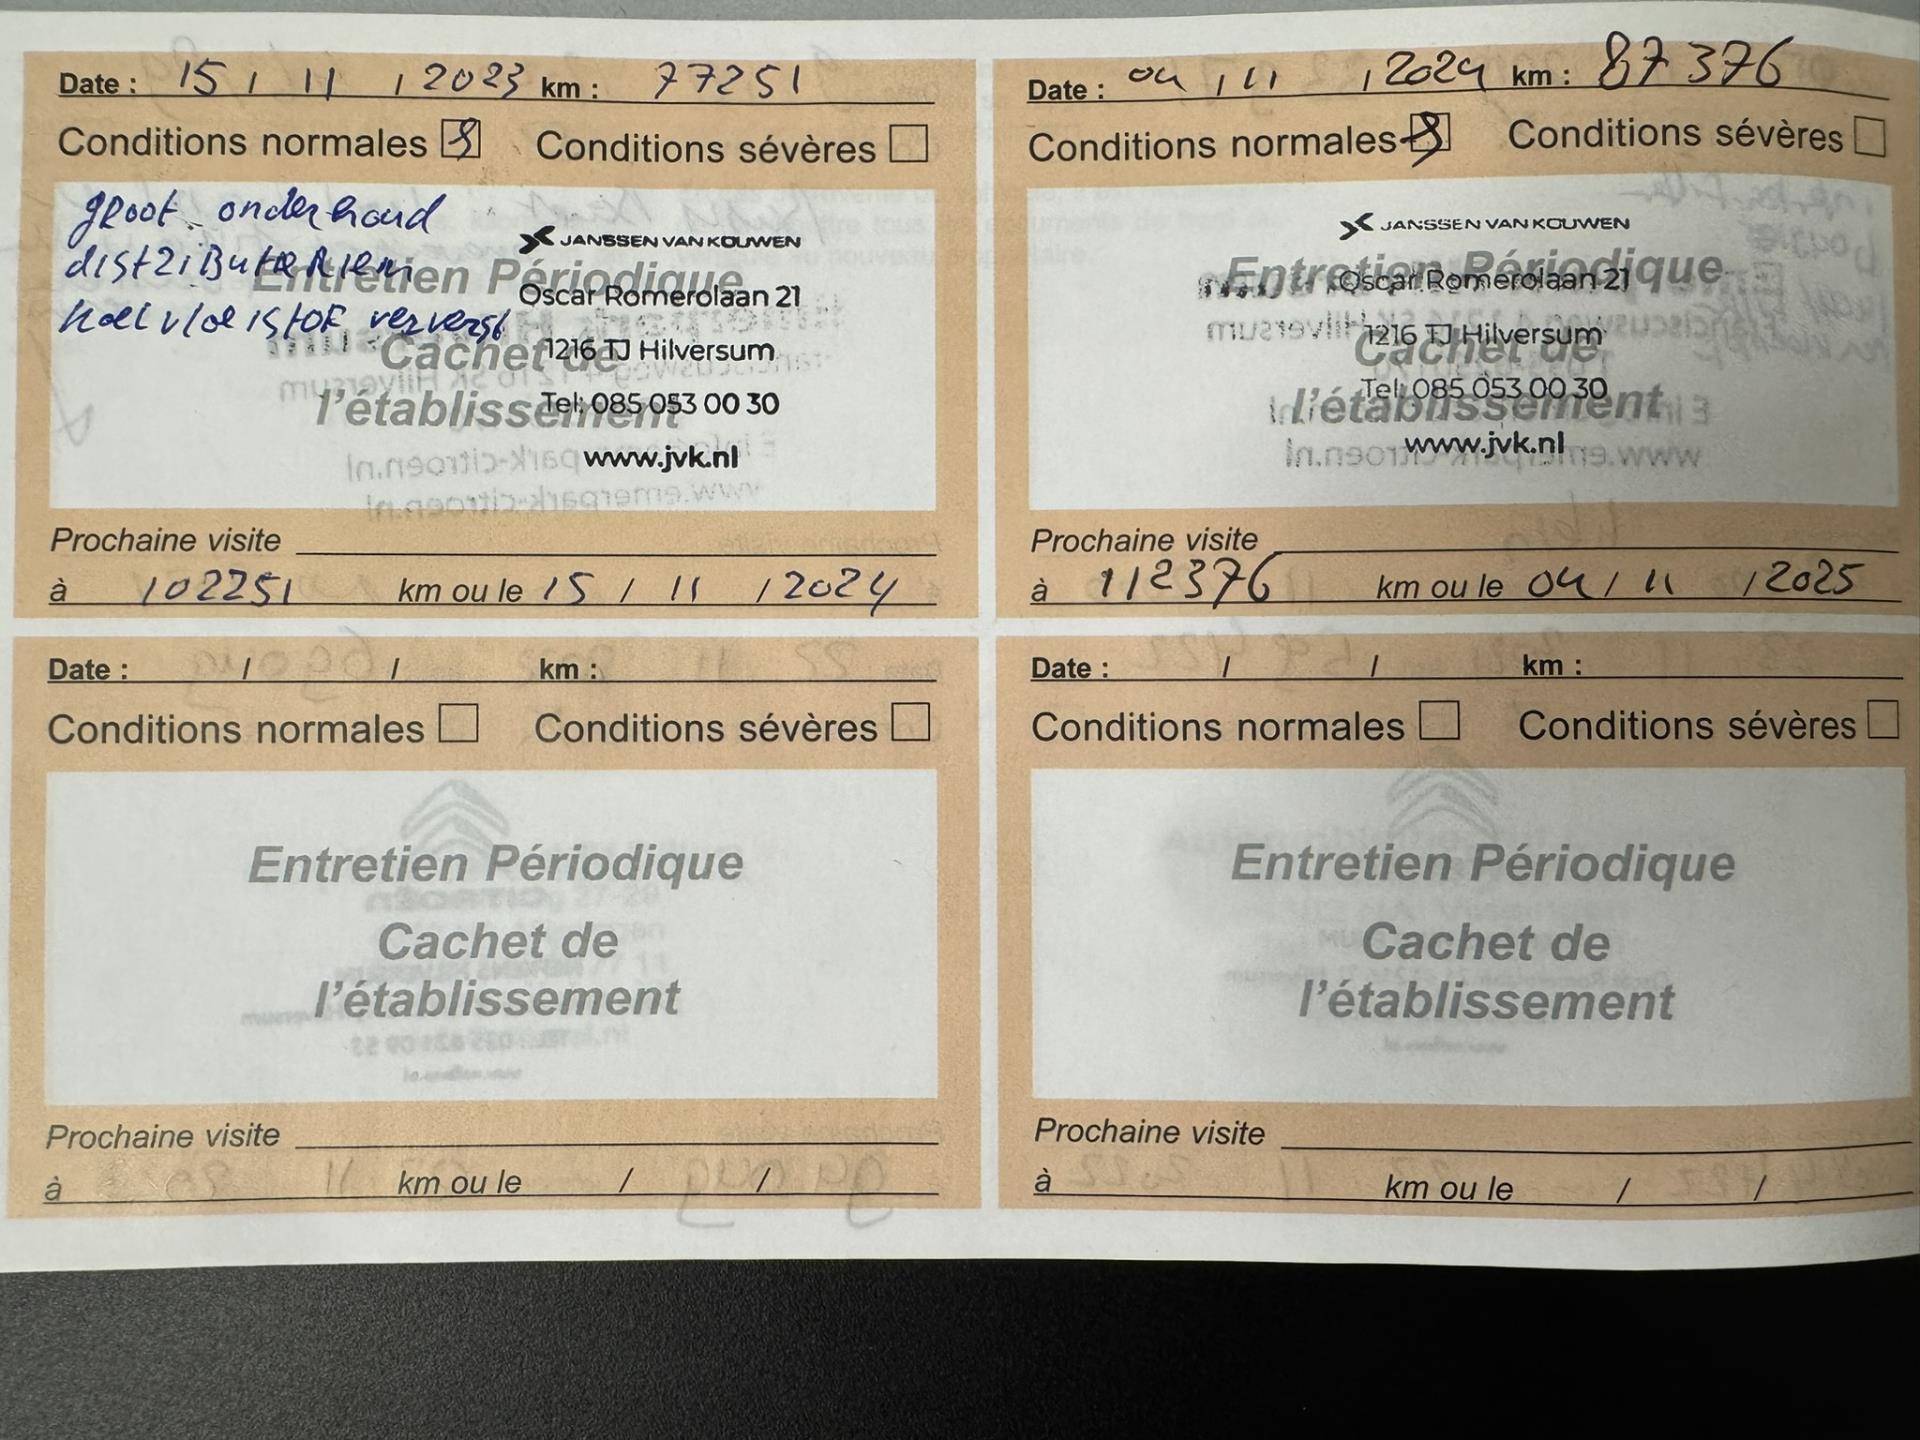 Date : 15 / 11 / 2023 km : 77251
Conditions normales Conditions sévères
groot onderhoud
distributieriem
koelvloeistof ververst
JANSSEN VAN KOUWEN
Oscar Romerolaan 21
1216 TJ Hilversum
Tel: 085 053 00 30
www.jvk.nl
Entretien Périodique
Cachet de
l'établissement
Prochaine visite
à 102251 km ou le 15 / 11 / 2024
Date : 04 / 11 / 2024 km : 87376
Conditions normales Conditions sévères
JANSSEN VAN KOUWEN
Oscar Romerolaan 21
1216 TJ Hilversum
Tel: 085 053 00 30
www.jvk.nl
Entretien Périodique
Cachet de
l'établissement
Prochaine visite
à 112376 km ou le 04 / 11 / 2025
Date : / / km :
Conditions normales Conditions sévères
Entretien Périodique
Cachet de
l'établissement
Prochaine visite
à km ou le / /
Date : / / km :
Conditions normales Conditions sévères
Entretien Périodique
Cachet de
l'établissement
Prochaine visite
à km ou le / /